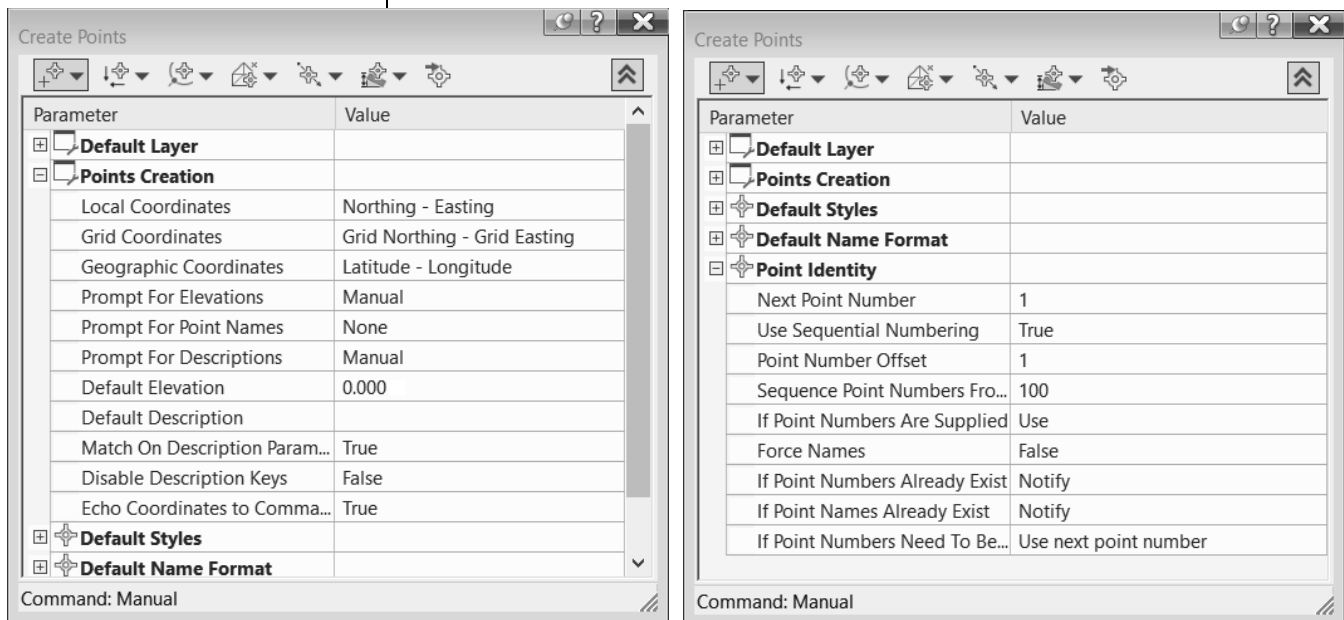 Create Points
Parameter Value
Default Layer
Points Creation
Local Coordinates Northing - Easting
Grid Coordinates Grid Northing - Grid Easting
Geographic Coordinates Latitude - Longitude
Prompt For Elevations Manual
Prompt For Point Names None
Prompt For Descriptions Manual
Default Elevation 0.000
Default Description
Match On Description Param... True
Disable Description Keys False
Echo Coordinates to Comma... True
Default Styles
Default Name Format
Command: Manual
Create Points
Parameter Value
Default Layer
Points Creation
Default Styles
Default Name Format
Point Identity
Next Point Number 1
Use Sequential Numbering True
Point Number Offset 1
Sequence Point Numbers Fro... 100
If Point Numbers Are Supplied Use
Force Names False
If Point Numbers Already Exist Notify
If Point Names Already Exist Notify
If Point Numbers Need To Be... Use next point number
Command: Manual